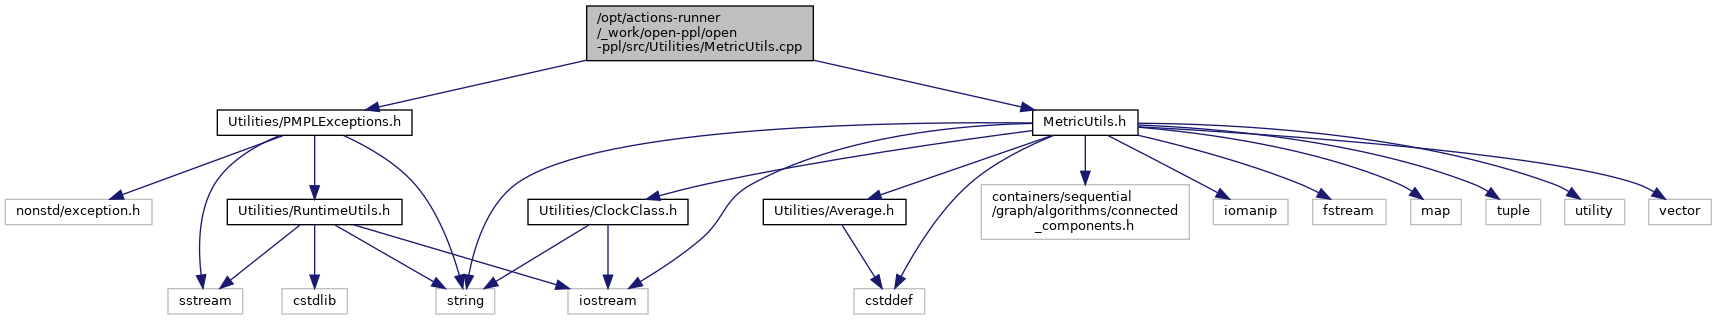 /opt/actions-runner
/_work/open-ppl/open
-ppl/src/Utilities/MetricUtils.cpp
Utilities/PMPLExceptions.h
MetricUtils.h
nonstd/exception.h
Utilities/RuntimeUtils.h
Utilities/ClockClass.h
Utilities/Average.h
containers/sequential
/graph/algorithms/connected
_components.h
iomanip
fstream
map
tuple
utility
vector
sstream
cstdlib
string
iostream
cstddef